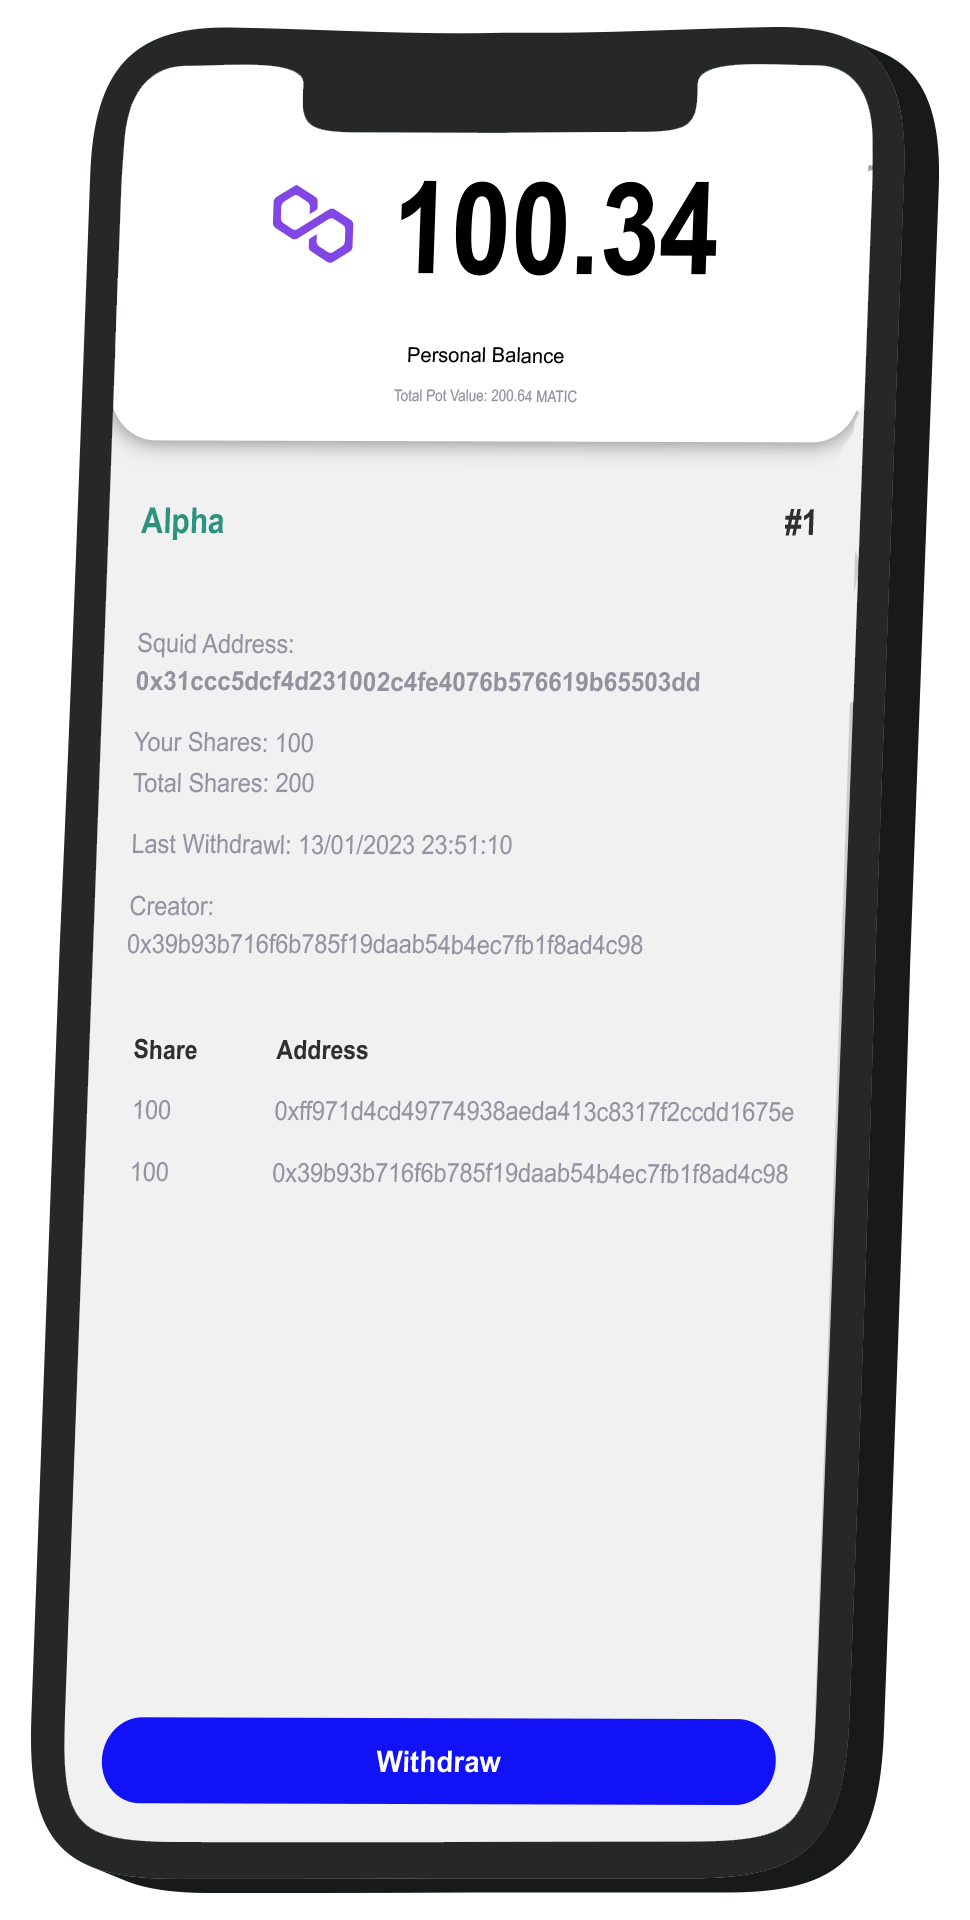 100.34
Personal Balance
Total Pot Value: 200.64 MATIC
Alpha #1
Squid Address:
0x31ccc5dcf4d231002c4fe4076b576619b65503dd
Your Shares: 100
Total Shares: 200
Last Withdrawl: 13/01/2023 23:51:10
Creator:
0x39b93b716f6b785f19daab54b4ec7fb1f8ad4c98
Share Address
100 0xff971d4cd49774938aeda413c8317f2ccdd1675e
100 0x39b93b716f6b785f19daab54b4ec7fb1f8ad4c98
Withdraw